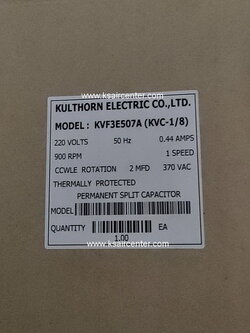 www.ksaircenter.com
KULTHORN ELECTRIC CO.,LTD.
MODEL : KVF3E507A (KVC-1/8)
220 VOLTS 50 Hz 0.44 AMPS
900 RPM 1 SPEED
CCWLE ROTATION 2 MFD 370 VAC
THERMALLY PROTECTED
PERMANENT SPLIT CAPACITOR
MODEL
QUANTITY EA
1.00
www.ksaircenter.com